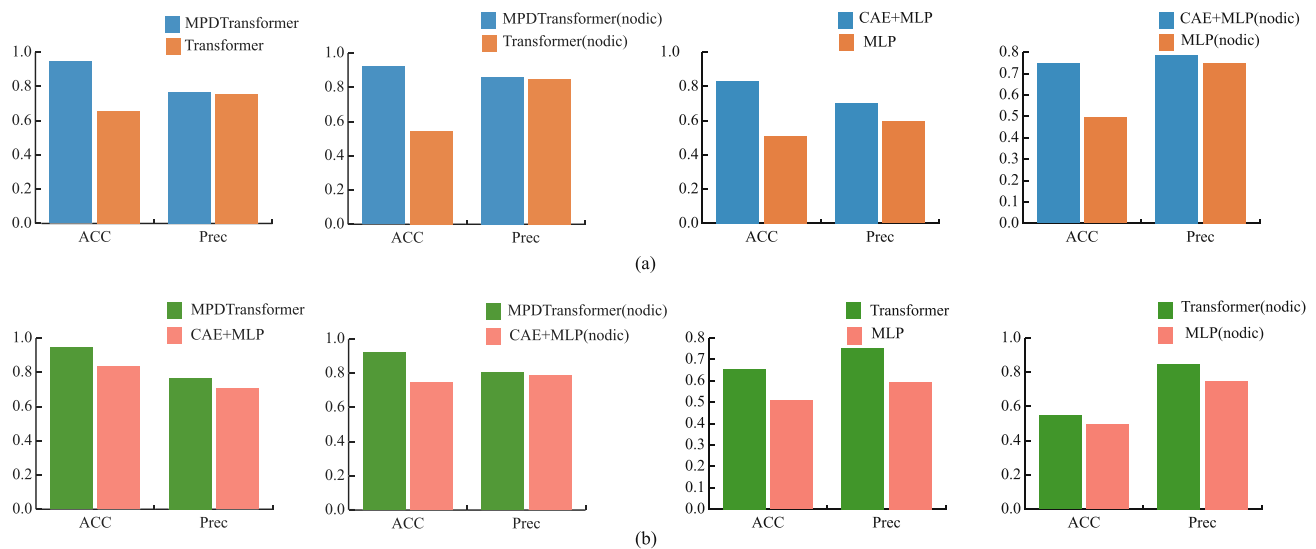 MPDTransformer
Transformer
1.0
0.8
0.6
0.4
0.2
0.0
ACC
Prec
MPDTransformer(nodic)
Transformer(nodic)
1.0
0.8
0.6
0.4
0.2
0.0
ACC
Prec
CAE+MLP
MLP
1.0
0.8
0.6
0.4
0.2
0
ACC
Prec
CAE+MLP(nodic)
MLP(nodic)
0.8
0.7
0.6
0.5
0.4
0.3
0.2
0.1
0.0
ACC
Prec
(a)
MPDTransformer
CAE+MLP
1.0
0.8
0.6
0.4
0.2
0.0
ACC
Prec
MPDTransformer(nodic)
CAE+MLP(nodic)
1.0
0.8
0.6
0.4
0.2
0.0
ACC
Prec
Transformer
MLP
0.8
0.7
0.6
0.5
0.4
0.3
0.2
0.1
0.0
ACC
Prec
Transformer(nodic)
MLP(nodic)
1.0
0.8
0.6
0.4
0.2
0.0
ACC
Prec
(b)